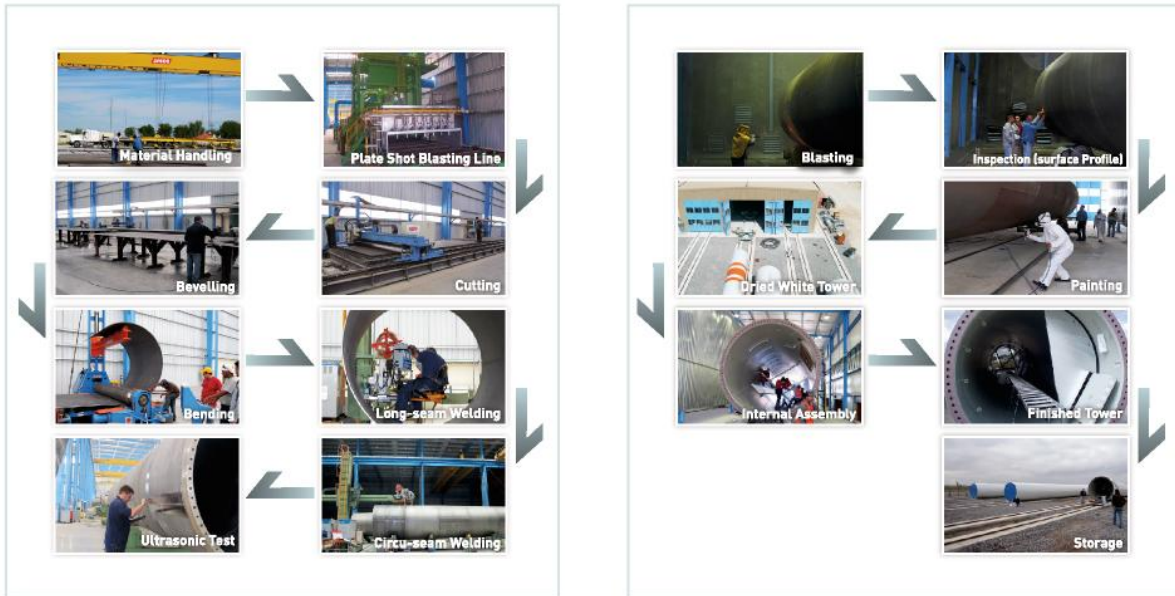 Material Handling
Plate Shot Blasting Line
Bevelling
Cutting
Bending
Long-seam Welding
Ultrasonic Test
Circu-seam Welding
Blasting
Inspection (surface Profile)
Dried White Tower
Painting
Internal Assembly
Finished Tower
Storage